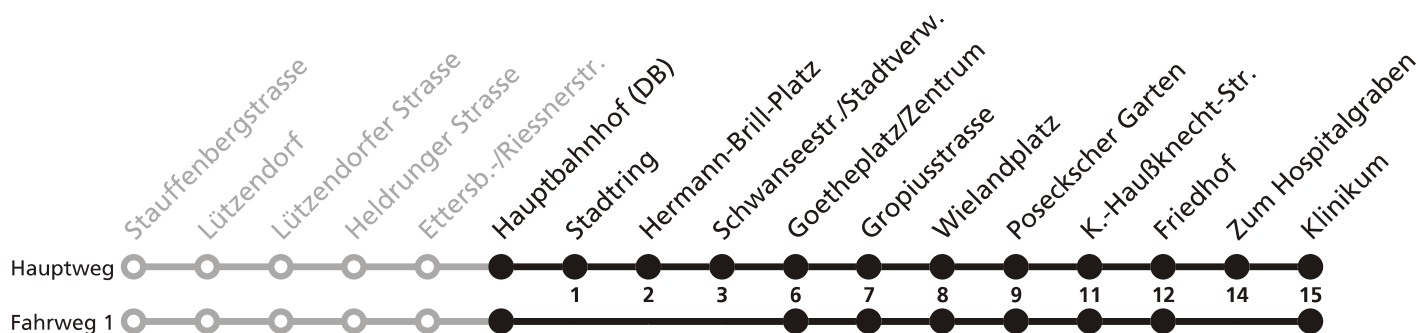 Stauffenbergstrasse
Lützendorf
Lützendorfer Strasse
Heldrunger Strasse
Ettersb.-/Riessnerstr.
Hauptbahnhof (DB)
Stadtring
Hermann-Brill-Platz
Schwanseestr./Stadtverw.
Goetheplatz/Zentrum
Gropiusstrasse
Wielandplatz
Poseckscher Garten
K.-Haußknecht-Str.
Friedhof
Zum Hospitalgraben
Klinikum
Hauptweg
1 2 3 6 7 8 9 11 12 14 15
Fahrweg 1